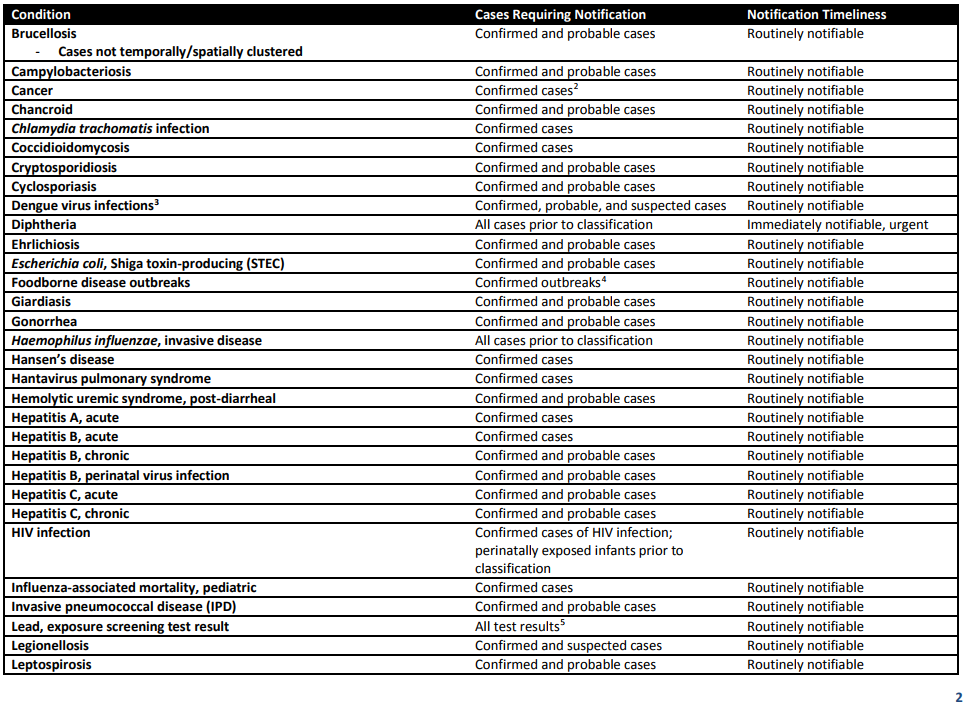 Condition Cases Requiring Notification Notification Timeliness
Brucellosis Confirmed and probable cases Routinely notifiable
- Cases not temporally/spatially clustered
Campylobacteriosis Confirmed and probable cases Routinely notifiable
Cancer Confirmed cases² Routinely notifiable
Chancroid Confirmed and probable cases Routinely notifiable
Chlamydia trachomatis infection Confirmed cases Routinely notifiable
Coccidioidomycosis Confirmed cases Routinely notifiable
Cryptosporidiosis Confirmed and probable cases Routinely notifiable
Cyclosporiasis Confirmed and probable cases Routinely notifiable
Dengue virus infections³ Confirmed, probable, and suspected cases Routinely notifiable
Diphtheria All cases prior to classification Immediately notifiable, urgent
Ehrlichiosis Confirmed and probable cases Routinely notifiable
Escherichia coli, Shiga toxin-producing (STEC) Confirmed and probable cases Routinely notifiable
Foodborne disease outbreaks Confirmed outbreaks⁴ Routinely notifiable
Giardiasis Confirmed and probable cases Routinely notifiable
Gonorrhea Confirmed and probable cases Routinely notifiable
Haemophilus influenzae, invasive disease All cases prior to classification Routinely notifiable
Hansen's disease Confirmed cases Routinely notifiable
Hantavirus pulmonary syndrome Confirmed cases Routinely notifiable
Hemolytic uremic syndrome, post-diarrheal Confirmed and probable cases Routinely notifiable
Hepatitis A, acute Confirmed cases Routinely notifiable
Hepatitis B, acute Confirmed cases Routinely notifiable
Hepatitis B, chronic Confirmed and probable cases Routinely notifiable
Hepatitis B, perinatal virus infection Confirmed and probable cases Routinely notifiable
Hepatitis C, acute Confirmed and probable cases Routinely notifiable
Hepatitis C, chronic Confirmed and probable cases Routinely notifiable
HIV infection Confirmed cases of HIV infection; Routinely notifiable
perinatally exposed infants prior to
classification
Influenza-associated mortality, pediatric Confirmed cases Routinely notifiable
Invasive pneumococcal disease (IPD) Confirmed and probable cases Routinely notifiable
Lead, exposure screening test result All test results⁵ Routinely notifiable
Legionellosis Confirmed and suspected cases Routinely notifiable
Leptospirosis Confirmed and probable cases Routinely notifiable
2